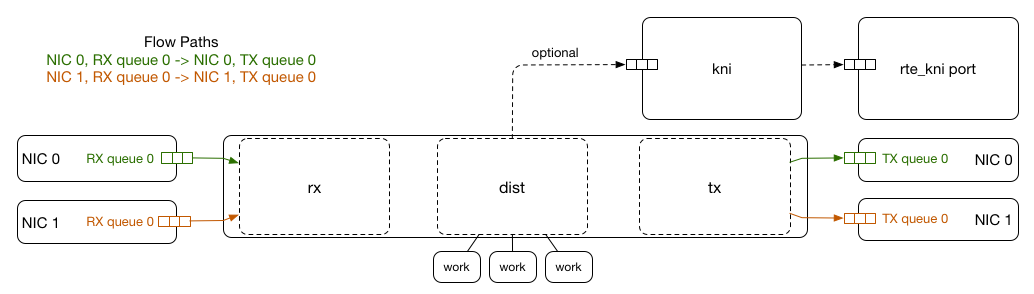 Flow Paths
NIC 0, RX queue 0 -> NIC 0, TX queue 0
NIC 1, RX queue 0 -> NIC 1, TX queue 0
optional
kni
rte_kni port
NIC 0 RX queue 0
rx
dist
tx
TX queue 0 NIC 0
NIC 1 RX queue 0
TX queue 0 NIC 1
work work work